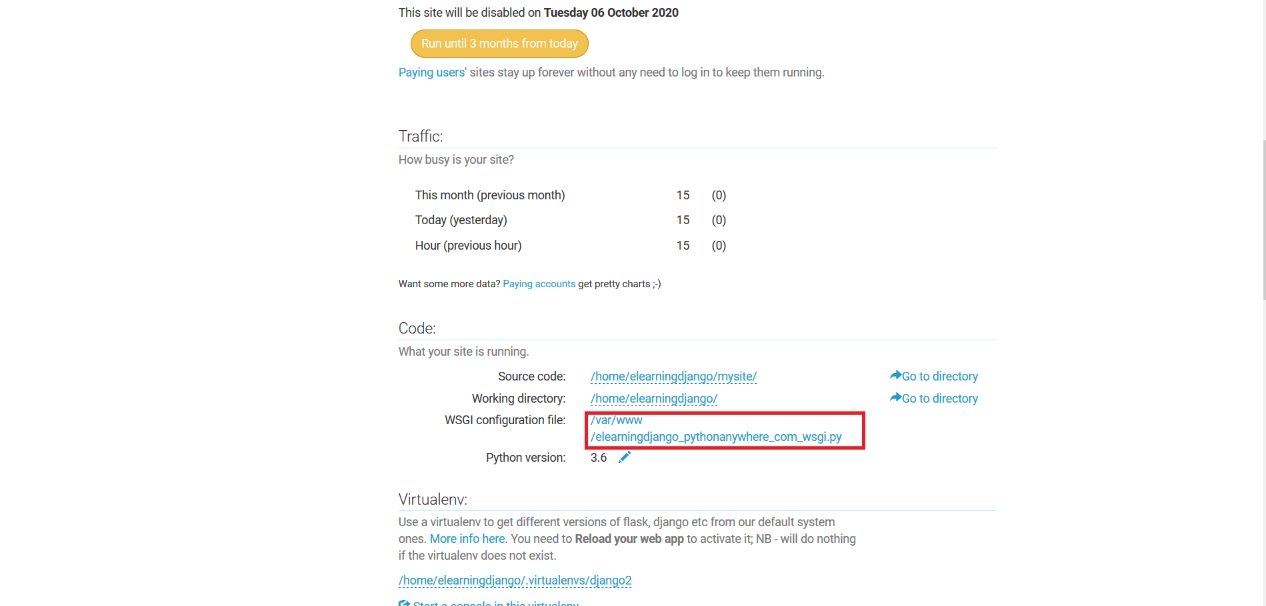 This site will be disabled on Tuesday 06 October 2020
Run until 3 months from today
Paying users' sites stay up forever without any need to log in to keep them running.
Traffic:
How busy is your site?
This month (previous month) 15 (0)
Today (yesterday) 15 (0)
Hour (previous hour) 15 (0)
Want some more data? Paying accounts get pretty charts ;-)
Code:
What your site is running.
Source code: /home/elearningdjango/mysite/ Go to directory
Working directory: /home/elearningdjango/ Go to directory
WSGI configuration file: /var/www
/elearningdjango_pythonanywhere_com_wsgi.py
Python version: 3.6
Virtualenv:
Use a virtualenv to get different versions of flask, django etc from our default system
ones. More info here. You need to Reload your web app to activate it; NB - will do nothing
if the virtualenv does not exist.
/home/elearningdjango/.virtualenvs/django2
Start a console in this virtualenv